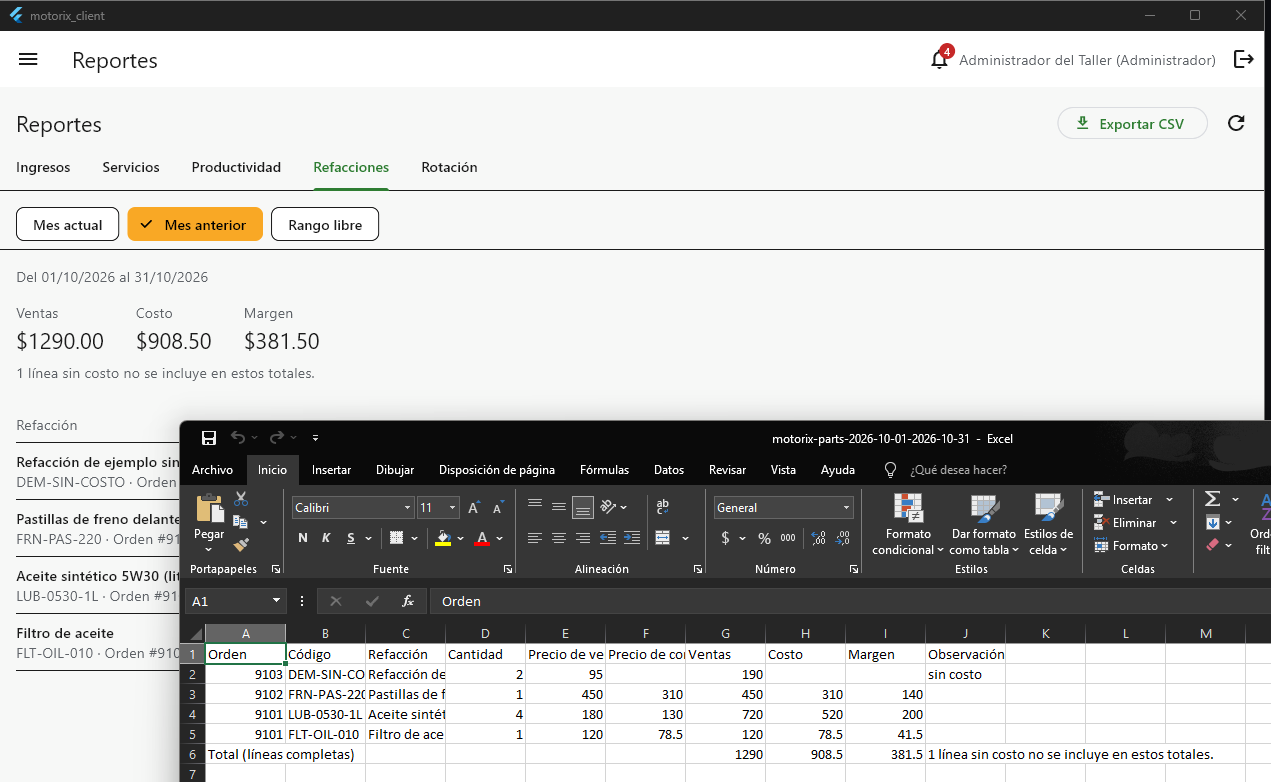 motorix_client
Reportes
4
Administrador del Taller (Administrador)
Reportes
Exportar CSV
Ingresos Servicios Productividad Refacciones Rotación
Mes actual Mes anterior Rango libre
Del 01/10/2026 al 31/10/2026
Ventas Costo Margen
$1290.00 $908.50 $381.50
1 línea sin costo no se incluye en estos totales.
Refacción
Refacción de ejemplo sin
DEM-SIN-COSTO · Orden
Pastillas de freno delante
FRN-PAS-220 · Orden #91
Aceite sintético 5W30 (lit
LUB-0530-1L · Orden #910
Filtro de aceite
FLT-OIL-010 · Orden #910
motorix-parts-2026-10-01-2026-10-31 - Excel
Archivo Inicio Insertar Dibujar Disposición de página Fórmulas Datos Revisar Vista Ayuda ¿Qué desea hacer?
Pegar
Portapapeles
Calibri 11 A A
N K S A
Fuente
ab
Alineación
General
$ % 000 ,00 ,00
Número
Formato condicional
Dar formato como tabla
Estilos de celda
Estilos
Insertar
Eliminar
Formato
Celdas
Σ
A1 fx Orden
A B C D E F G H I J K L M
1 Orden Código Refacción Cantidad Precio de ve Precio de co Ventas Costo Margen Observación
2 9103 DEM-SIN-CO Refacción de 2 95 190 sin costo
3 9102 FRN-PAS-220 Pastillas de f 1 450 310 450 310 140
4 9101 LUB-0530-1L Aceite sintét 4 180 130 720 520 200
5 9101 FLT-OIL-010 Filtro de ace 1 120 78.5 120 78.5 41.5
6 Total (líneas completas) 1290 908.5 381.5 1 línea sin costo no se incluye en estos totales.
7